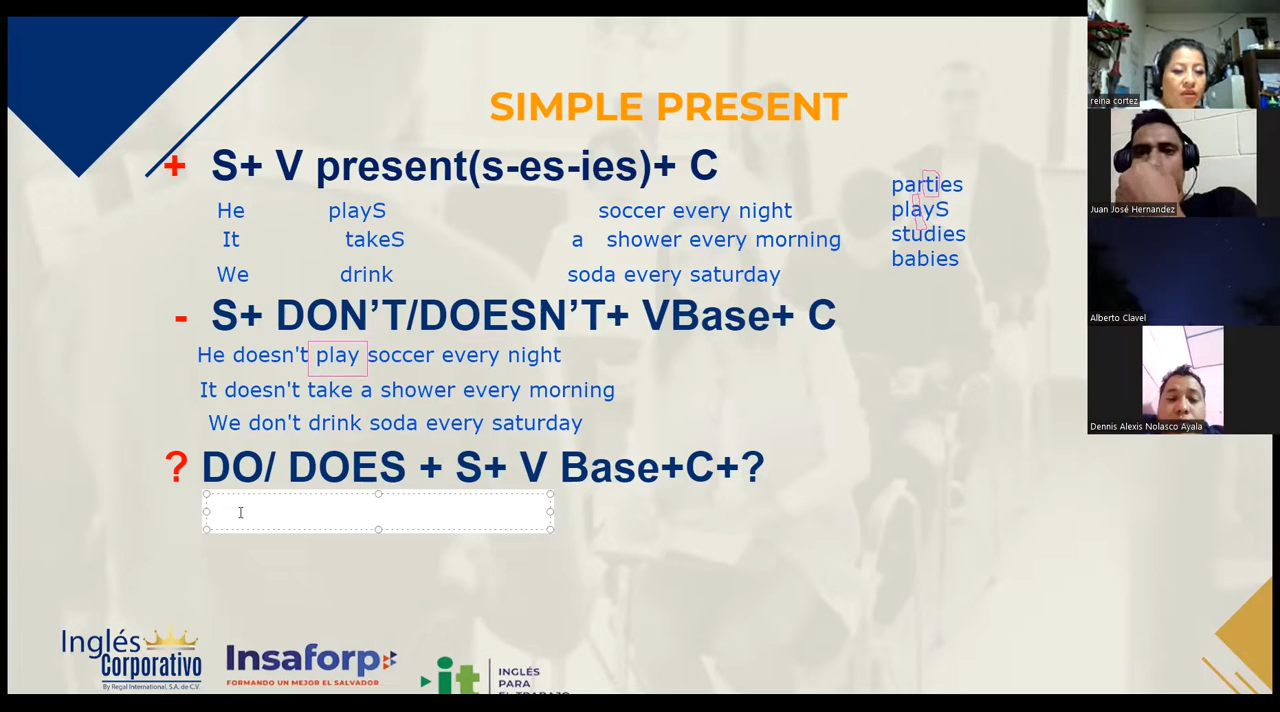 SIMPLE PRESENT
+ S+ V present(s-es-ies)+ C
He playS soccer every night
It takeS a shower every morning
We drink soda every saturday
parties
playS
studies
babies
- S+ DON'T/DOESN'T+ VBase+ C
He doesn't play soccer every night
It doesn't take a shower every morning
We don't drink soda every saturday
? DO/ DOES + S+ V Base+C+?
Inglés
Corporativo
By Regal International, S.A. de C.V.
Insaforp
FORMANDO UN MEJOR EL SALVADOR
it
INGLÉS
PARA
EL TRABAJO
reina cortez
Juan José Hernandez
Alberto Clavel
Dennis Alexis Nolasco Ayala